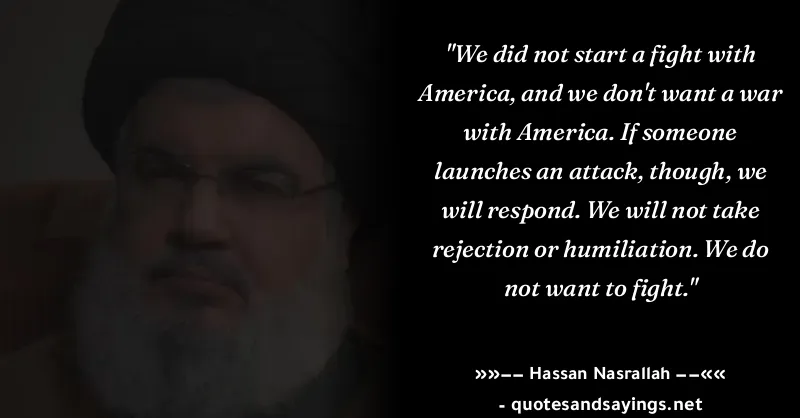 "We did not start a fight with
America, and we don't want a war
with America. If someone
launches an attack, though, we
will respond. We will not take
rejection or humiliation. We do
not want to fight."
»»−− Hassan Nasrallah −−««
- quotesandsayings.net